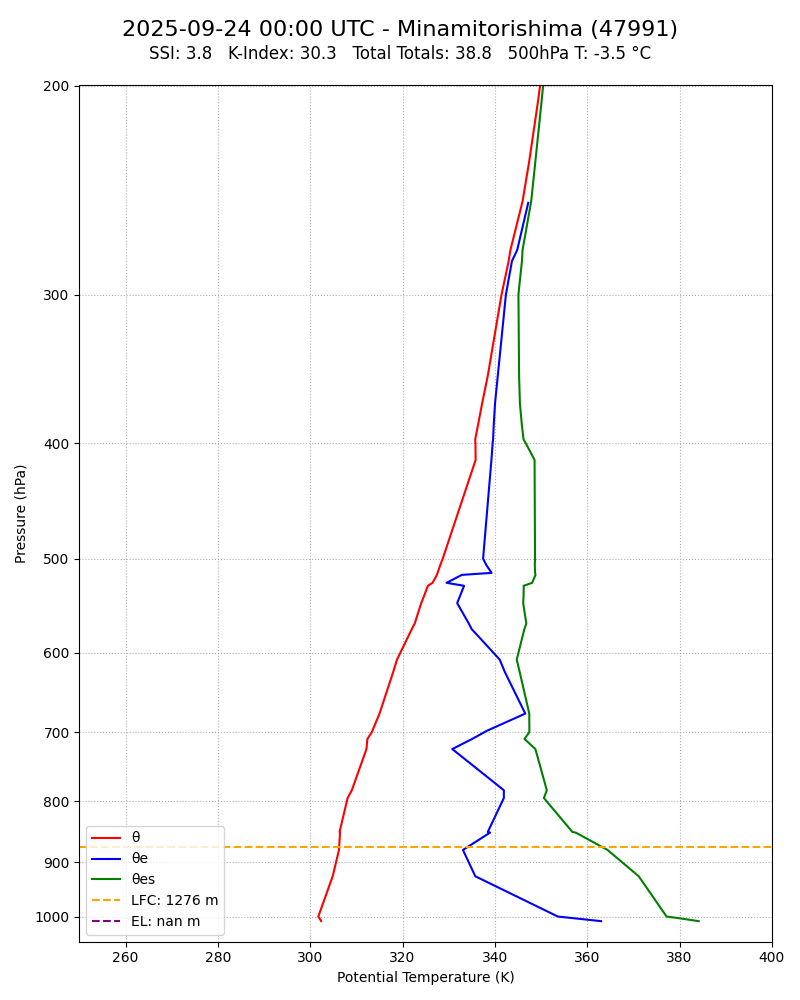 2025-09-24 00:00 UTC - Minamitorishima (47991)
SSI: 3.8   K-Index: 30.3   Total Totals: 38.8   500hPa T: -3.5 °C
200
300
400
500
600
700
800
900
1000
Pressure (hPa)
θ
θe
θes
LFC: 1276 m
EL: nan m
260 280 300 320 340 360 380 400
Potential Temperature (K)